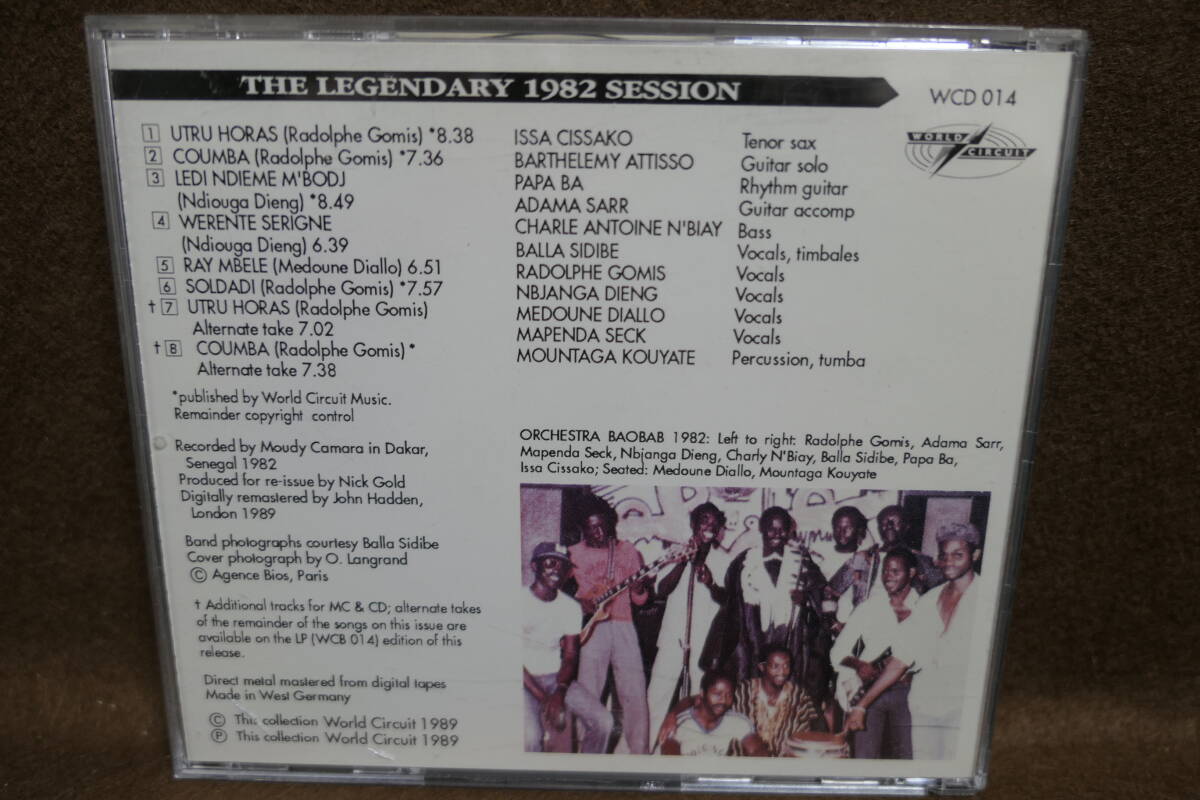 THE LEGENDARY 1982 SESSION
WCD 014
WORLD CIRCUIT
1 UTRU HORAS (Radolphe Gomis) *8.38
2 COUMBA (Radolphe Gomis) *7.36
3 LEDI NDIEME M'BODJ
(Ndiouga Dieng) *8.49
4 WERENTE SERIGNE
(Ndiouga Dieng) 6.39
5 RAY MBELE (Medoune Diallo) 6.51
6 SOLDADI (Radolphe Gomis) *7.57
† 7 UTRU HORAS (Radolphe Gomis)
Alternate take 7.02
† 8 COUMBA (Radolphe Gomis) *
Alternate take 7.38
*published by World Circuit Music.
Remainder copyright control
Recorded by Moudy Camara in Dakar,
Senegal 1982
Produced for re-issue by Nick Gold
Digitally remastered by John Hadden,
London 1989
Band photographs courtesy Balla Sidibe
Cover photograph by O. Langrand
© Agence Bios, Paris
† Additional tracks for MC & CD; alternate takes
of the remainder of the songs on this issue are
available on the LP (WCB 014) edition of this
release.
Direct metal mastered from digital tapes
Made in West Germany
© This collection World Circuit 1989
℗ This collection World Circuit 1989
ISSA CISSAKO Tenor sax
BARTHELEMY ATTISSO Guitar solo
PAPA BA Rhythm guitar
ADAMA SARR Guitar accomp
CHARLE ANTOINE N'BIAY Bass
BALLA SIDIBE Vocals, timbales
RADOLPHE GOMIS Vocals
NBJANGA DIENG Vocals
MEDOUNE DIALLO Vocals
MAPENDA SECK Vocals
MOUNTAGA KOUYATE Percussion, tumba
ORCHESTRA BAOBAB 1982: Left to right: Radolphe Gomis, Adama Sarr,
Mapenda Seck, Nbjanga Dieng, Charly N'Biay, Balla Sidibe, Papa Ba,
Issa Cissako; Seated: Medoune Diallo, Mountaga Kouyate